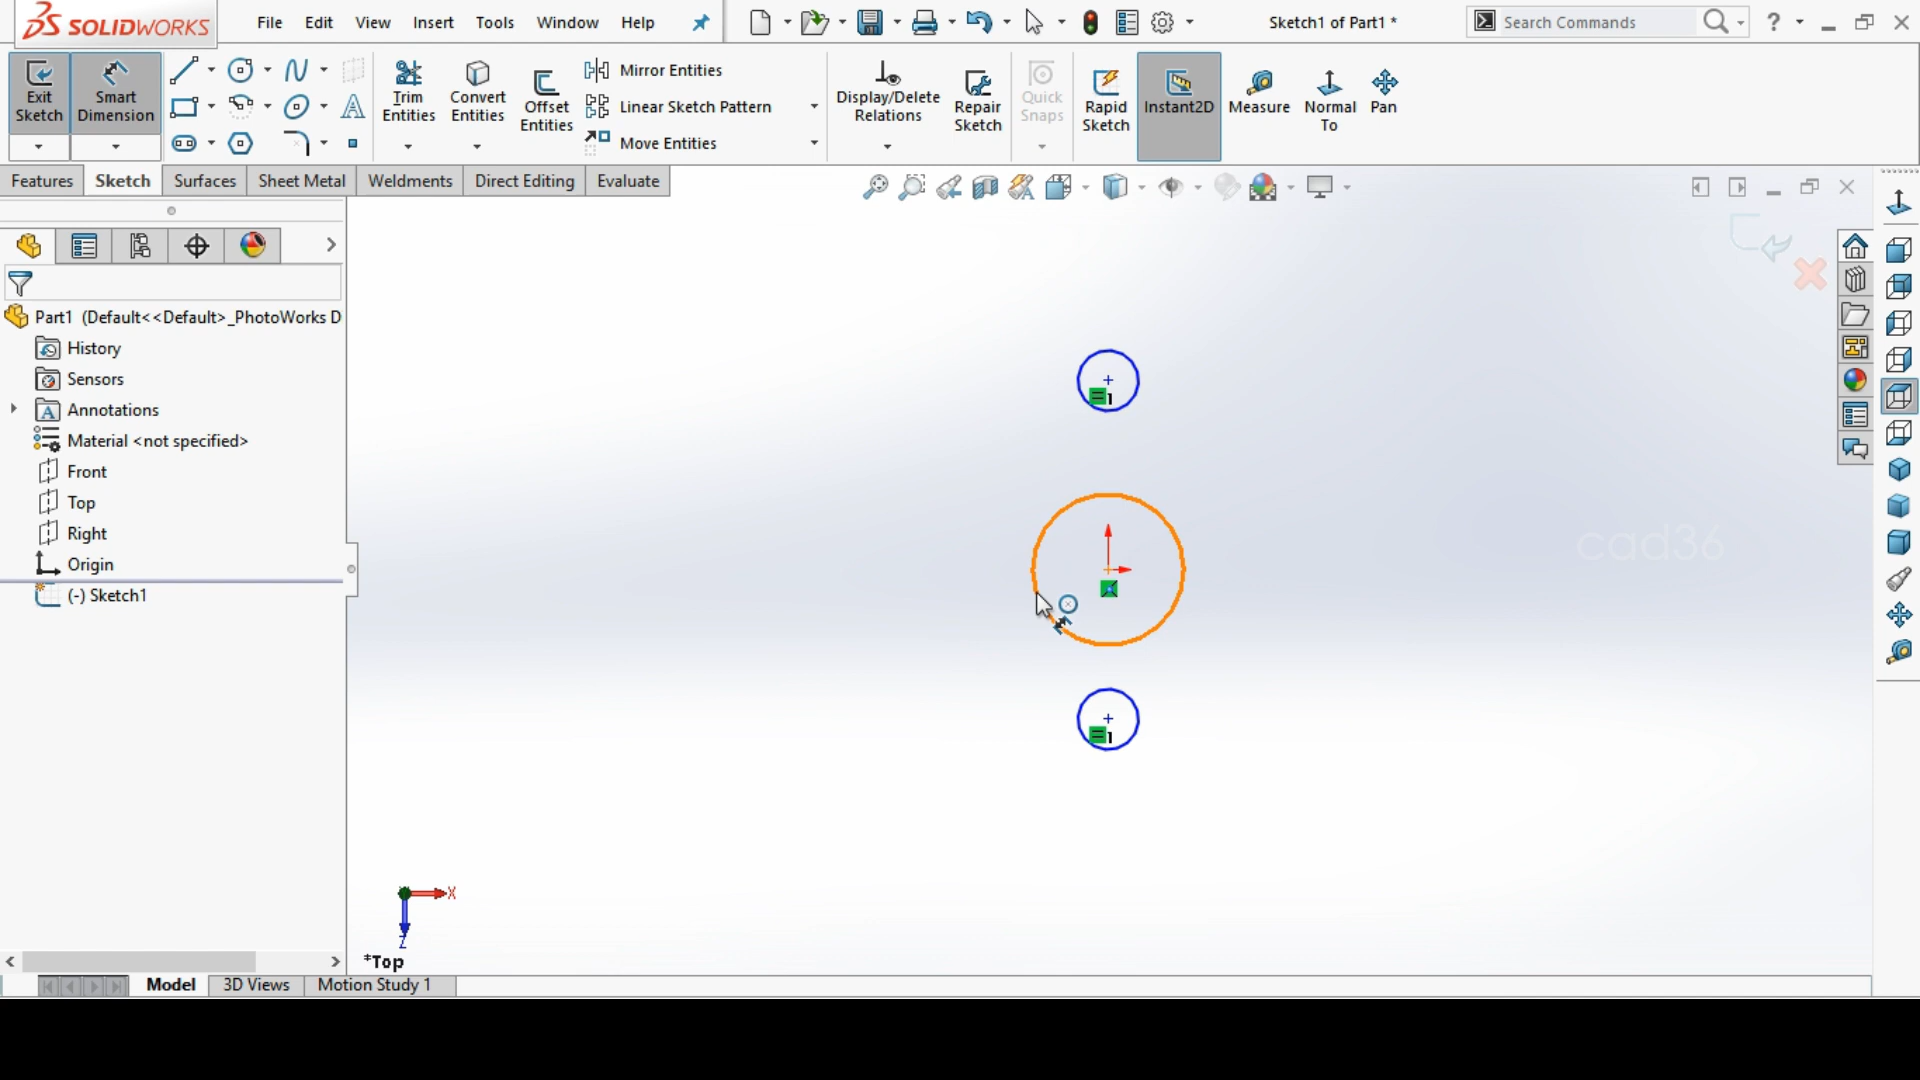 SOLIDWORKS
File Edit View Insert Tools Window Help
Sketch1 of Part1 *
Search Commands
?
Exit Sketch
Smart Dimension
Trim Entities
Convert Entities
Offset Entities
Mirror Entities
Linear Sketch Pattern
Move Entities
Display/Delete Relations
Repair Sketch
Quick Snaps
Rapid Sketch
Instant2D
Measure
Normal To
Pan
Features Sketch Surfaces Sheet Metal Weldments Direct Editing Evaluate
Part1 (Default<<Default>_PhotoWorks D
History
Sensors
Annotations
Material <not specified>
Front
Top
Right
Origin
(-) Sketch1
1
cad36
1
X
Z
*Top
Model 3D Views Motion Study 1